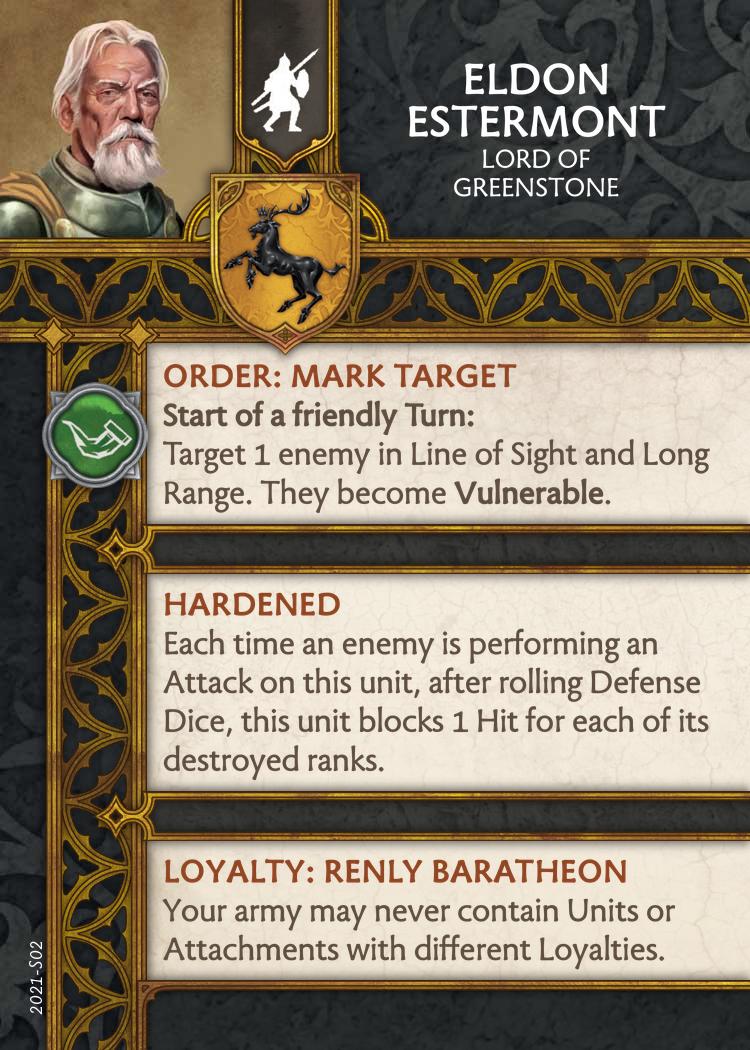 ELDON
ESTERMONT
LORD OF
GREENSTONE
ORDER: MARK TARGET
Start of a friendly Turn:
Target 1 enemy in Line of Sight and Long
Range. They become Vulnerable.
HARDENED
Each time an enemy is performing an
Attack on this unit, after rolling Defense
Dice, this unit blocks 1 Hit for each of its
destroyed ranks.
LOYALTY: RENLY BARATHEON
Your army may never contain Units or
Attachments with different Loyalties.
2021-S02